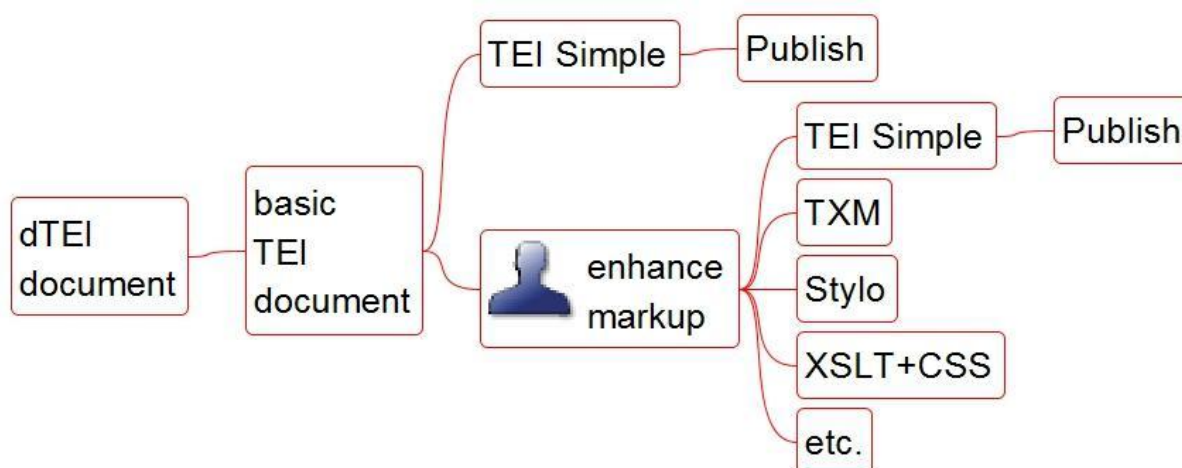 dTEI
document
basic
TEI
document
TEI Simple
Publish
enhance
markup
TEI Simple
Publish
TXM
Stylo
XSLT+CSS
etc.